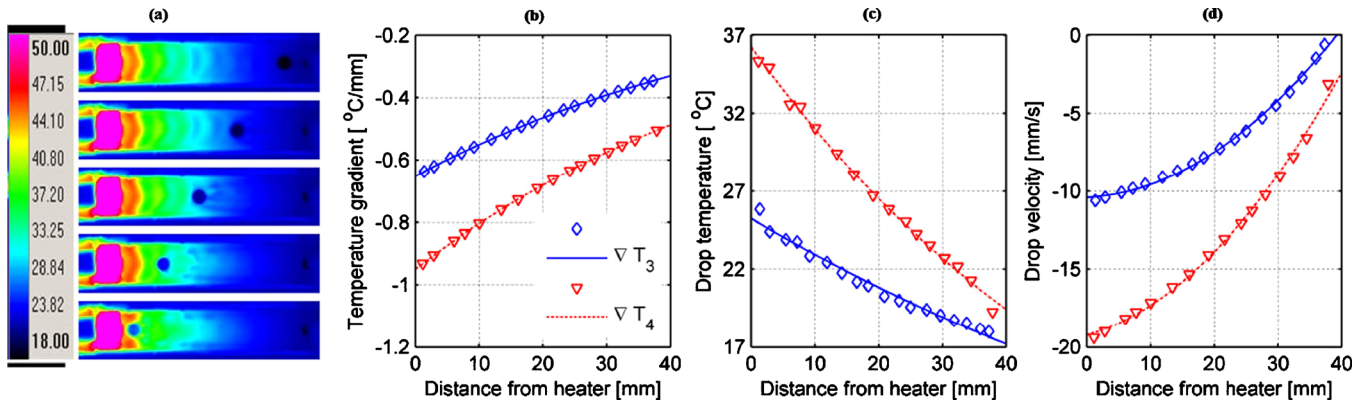 (a)
50.00
47.15
44.10
40.80
37.20
33.28
28.84
23.82
18.00
(b)
Temperature gradient [ °C/mm]
-0.2
-0.4
-0.6
-0.8
-1
-1.2
0 10 20 30 40
Distance from heater [mm]
∇ T3
∇ T4
(c)
Drop temperature [ °C]
37
32
27
22
17
0 10 20 30 40
Distance from heater [mm]
(d)
Drop velocity [mm/s]
0
-5
-10
-15
-20
0 10 20 30 40
Distance from heater [mm]